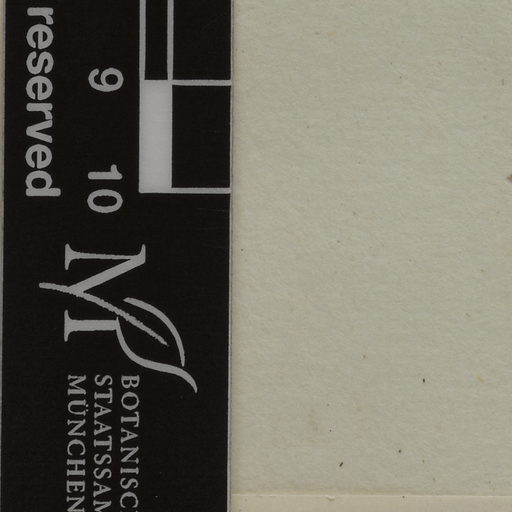 reserved
9 10
BOTANISC
STAATSSAM
MÜNCHEN